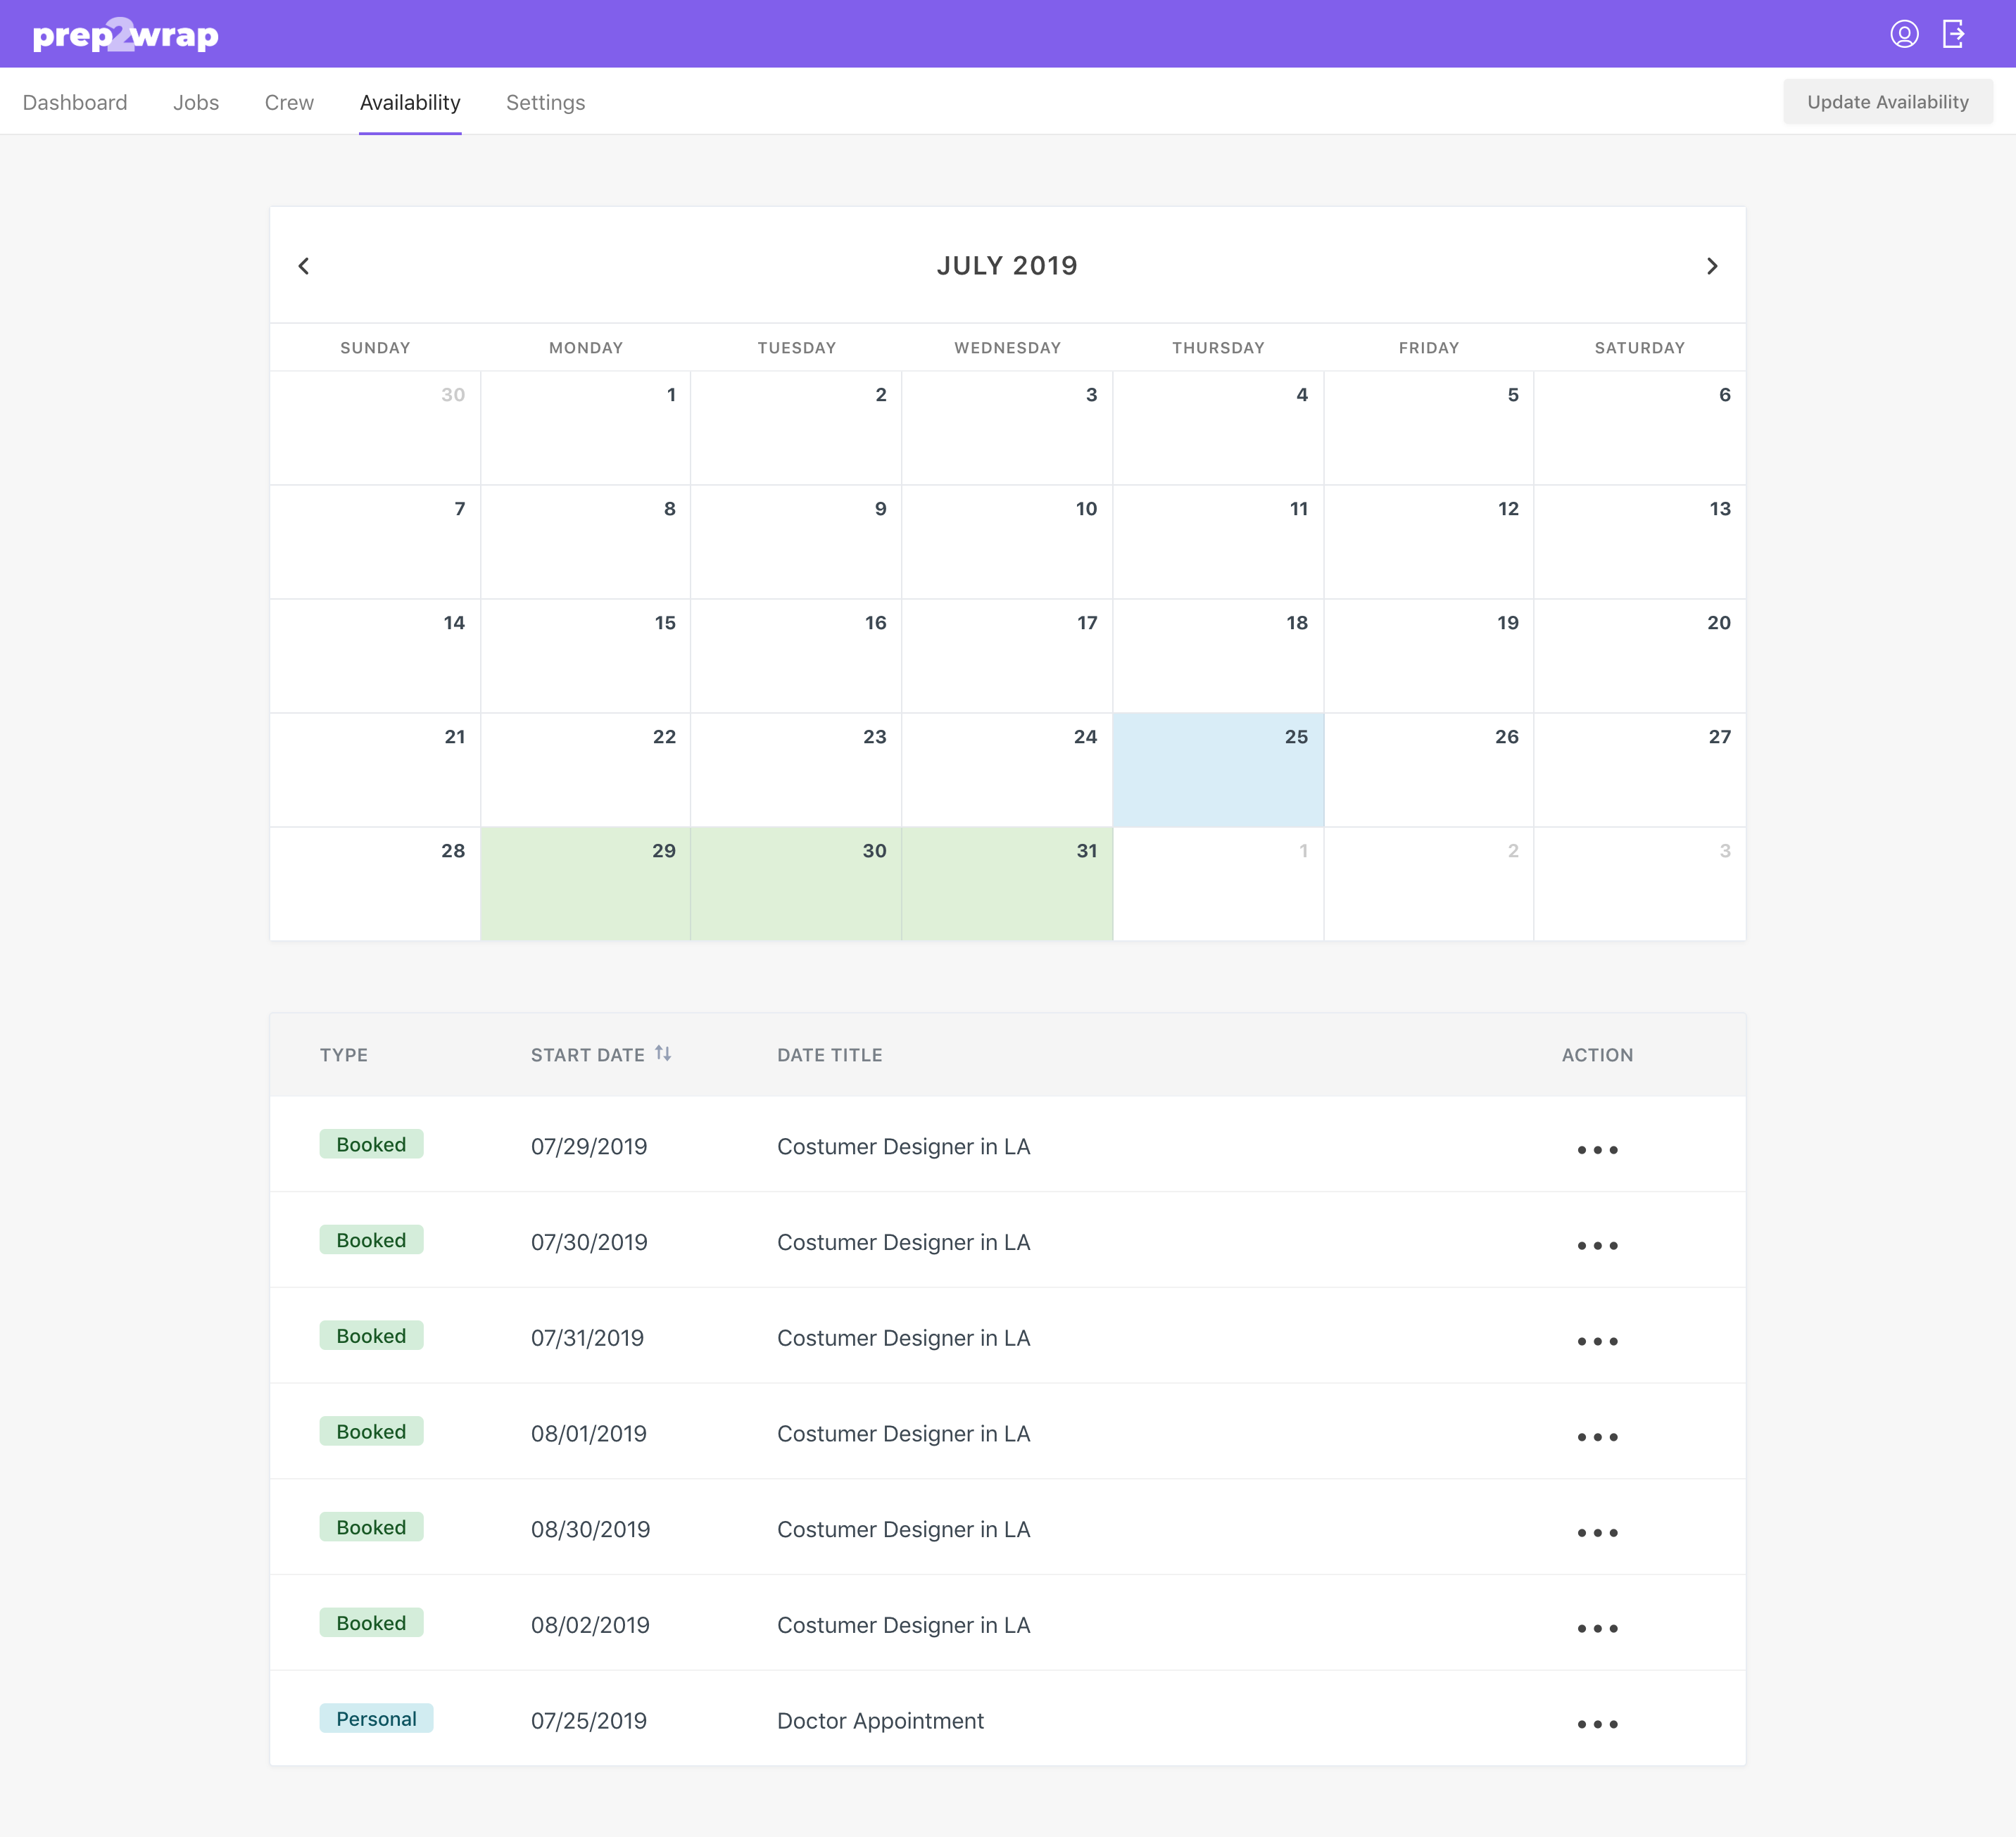 prep2wrap
Dashboard Jobs Crew Availability Settings Update Availability
JULY 2019
SUNDAY MONDAY TUESDAY WEDNESDAY THURSDAY FRIDAY SATURDAY
30 1 2 3 4 5 6
7 8 9 10 11 12 13
14 15 16 17 18 19 20
21 22 23 24 25 26 27
28 29 30 31 1 2 3
TYPE START DATE DATE TITLE ACTION
Booked 07/29/2019 Costumer Designer in LA
Booked 07/30/2019 Costumer Designer in LA
Booked 07/31/2019 Costumer Designer in LA
Booked 08/01/2019 Costumer Designer in LA
Booked 08/30/2019 Costumer Designer in LA
Booked 08/02/2019 Costumer Designer in LA
Personal 07/25/2019 Doctor Appointment